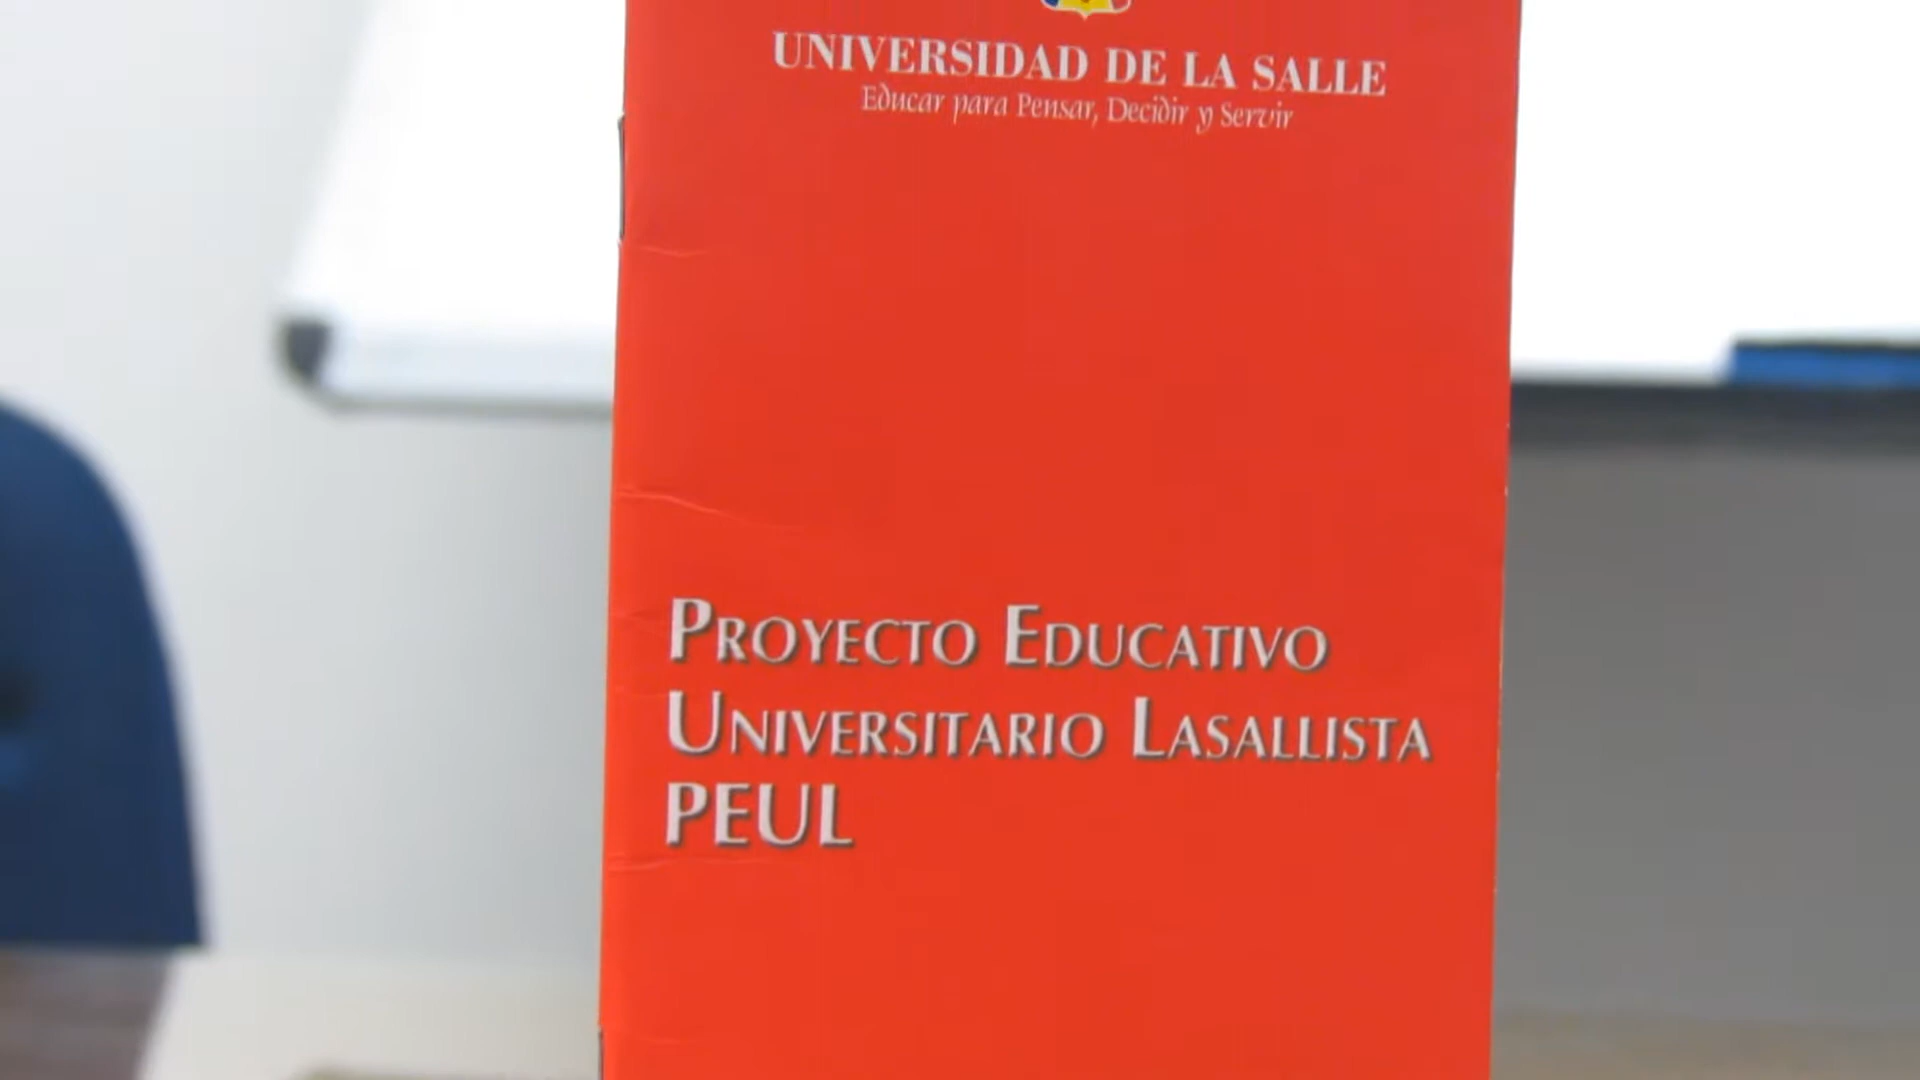 UNIVERSIDAD DE LA SALLE
Educar para Pensar, Decidir y Servir
PROYECTO EDUCATIVO
UNIVERSITARIO LASALLISTA
PEUL